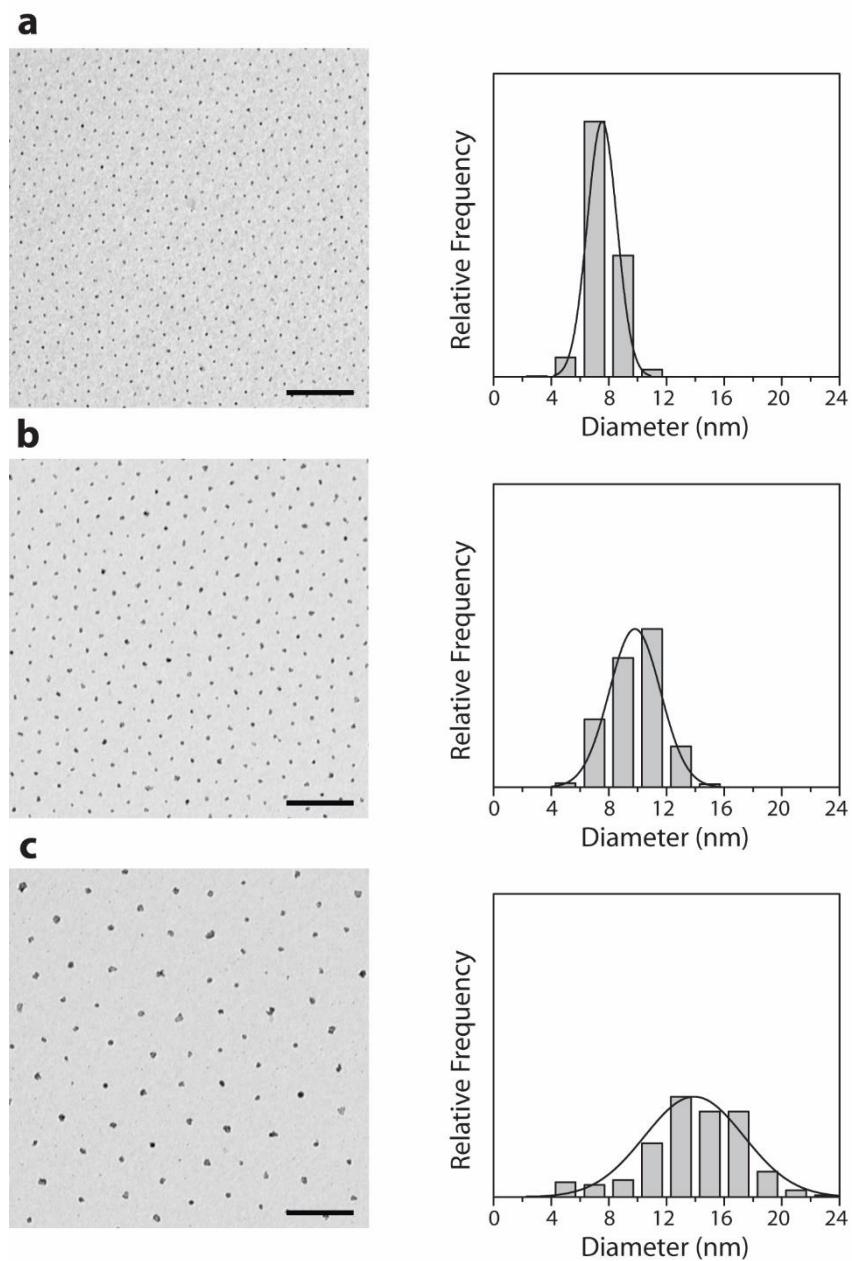 a
Relative Frequency
0 4 8 12 16 20 24
Diameter (nm)
b
Relative Frequency
0 4 8 12 16 20 24
Diameter (nm)
c
Relative Frequency
0 4 8 12 16 20 24
Diameter (nm)